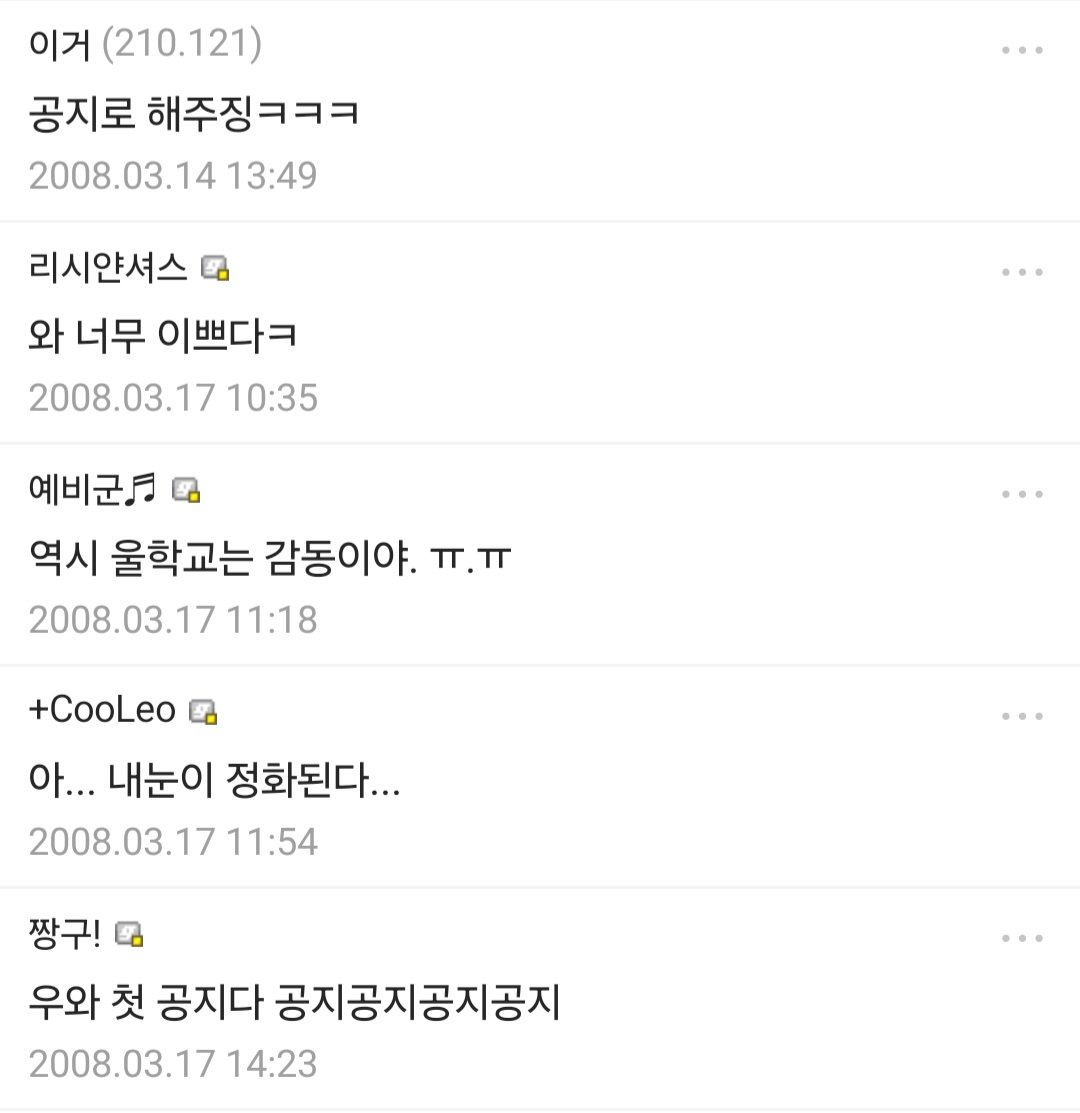 이거 (210.121)
공지로 해주징ㅋㅋㅋ
2008.03.14 13:49
리시얀셔스
와 너무 이쁘다ㅋ
2008.03.17 10:35
예비군♬
역시 울학교는 감동이야. ㅠ.ㅠ
2008.03.17 11:18
+CooLeo
아... 내눈이 정화된다...
2008.03.17 11:54
짱구!
우와 첫 공지다 공지공지공지공지
2008.03.17 14:23